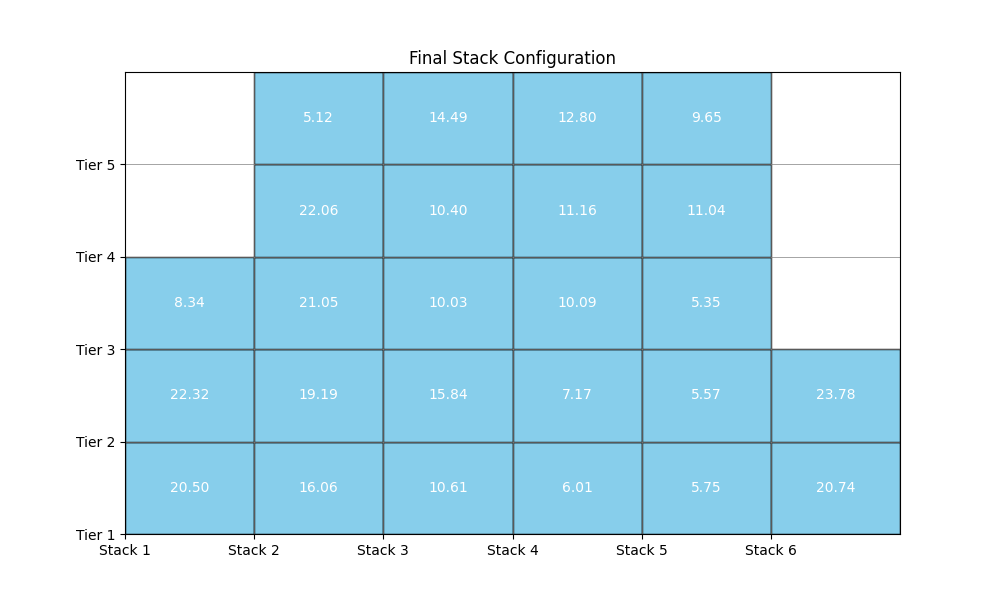 Final Stack Configuration
5.12 14.49 12.80 9.65
Tier 5
22.06 10.40 11.16 11.04
Tier 4
8.34 21.05 10.03 10.09 5.35
Tier 3
22.32 19.19 15.84 7.17 5.57 23.78
Tier 2
20.50 16.06 10.61 6.01 5.75 20.74
Tier 1
Stack 1 Stack 2 Stack 3 Stack 4 Stack 5 Stack 6